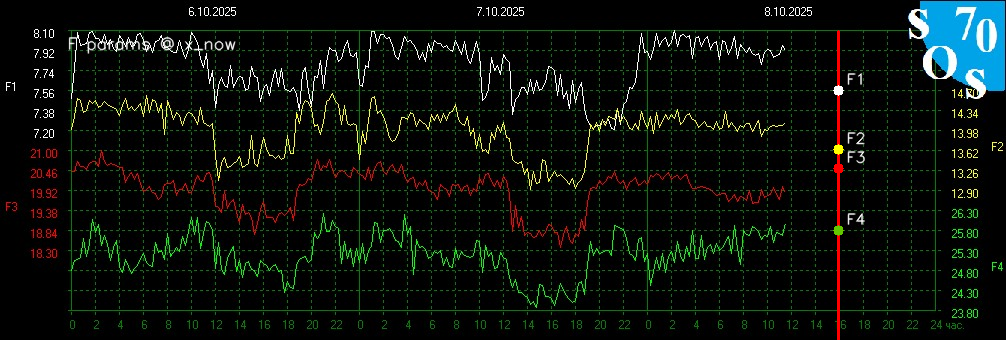 6.10.2025 7.10.2025 8.10.2025
SOS 70
F params @ x_now
8.10
7.92
7.74
7.56
7.38
7.20
F1
21.00
20.46
19.92
19.38
18.84
18.30
F3
F1
F2
F3
F4
14.70
14.34
13.98
13.62
13.26
12.90
F2
26.30
25.80
25.30
24.80
24.30
23.80
F4
0 2 4 6 8 10 12 14 16 18 20 22 0 2 4 6 8 10 12 14 16 18 20 22 0 2 4 6 8 10 12 14 16 18 20 22 24 час.